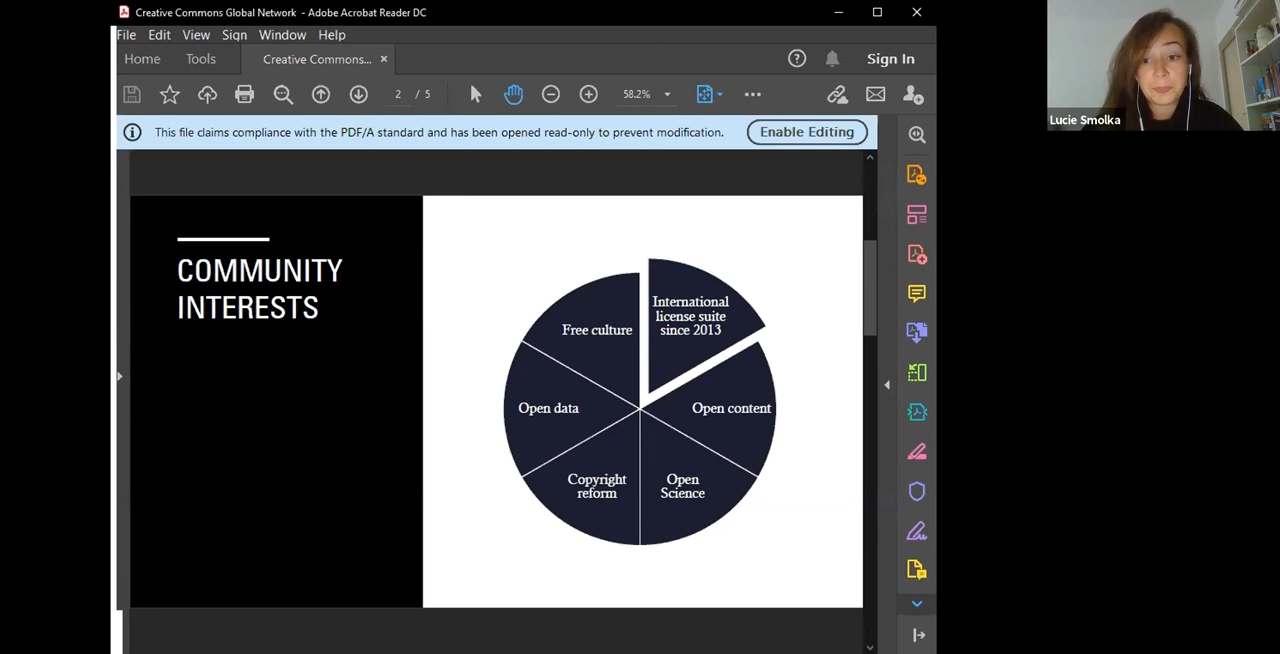 Creative Commons Global Network - Adobe Acrobat Reader DC
File Edit View Sign Window Help
Home Tools Creative Commons... ×
Sign In
2 / 5 58.2%
This file claims compliance with the PDF/A standard and has been opened read-only to prevent modification. Enable Editing
COMMUNITY
INTERESTS
International
license suite
since 2013
Free culture
Open data
Open content
Copyright
reform
Open
Science
Lucie Smolka